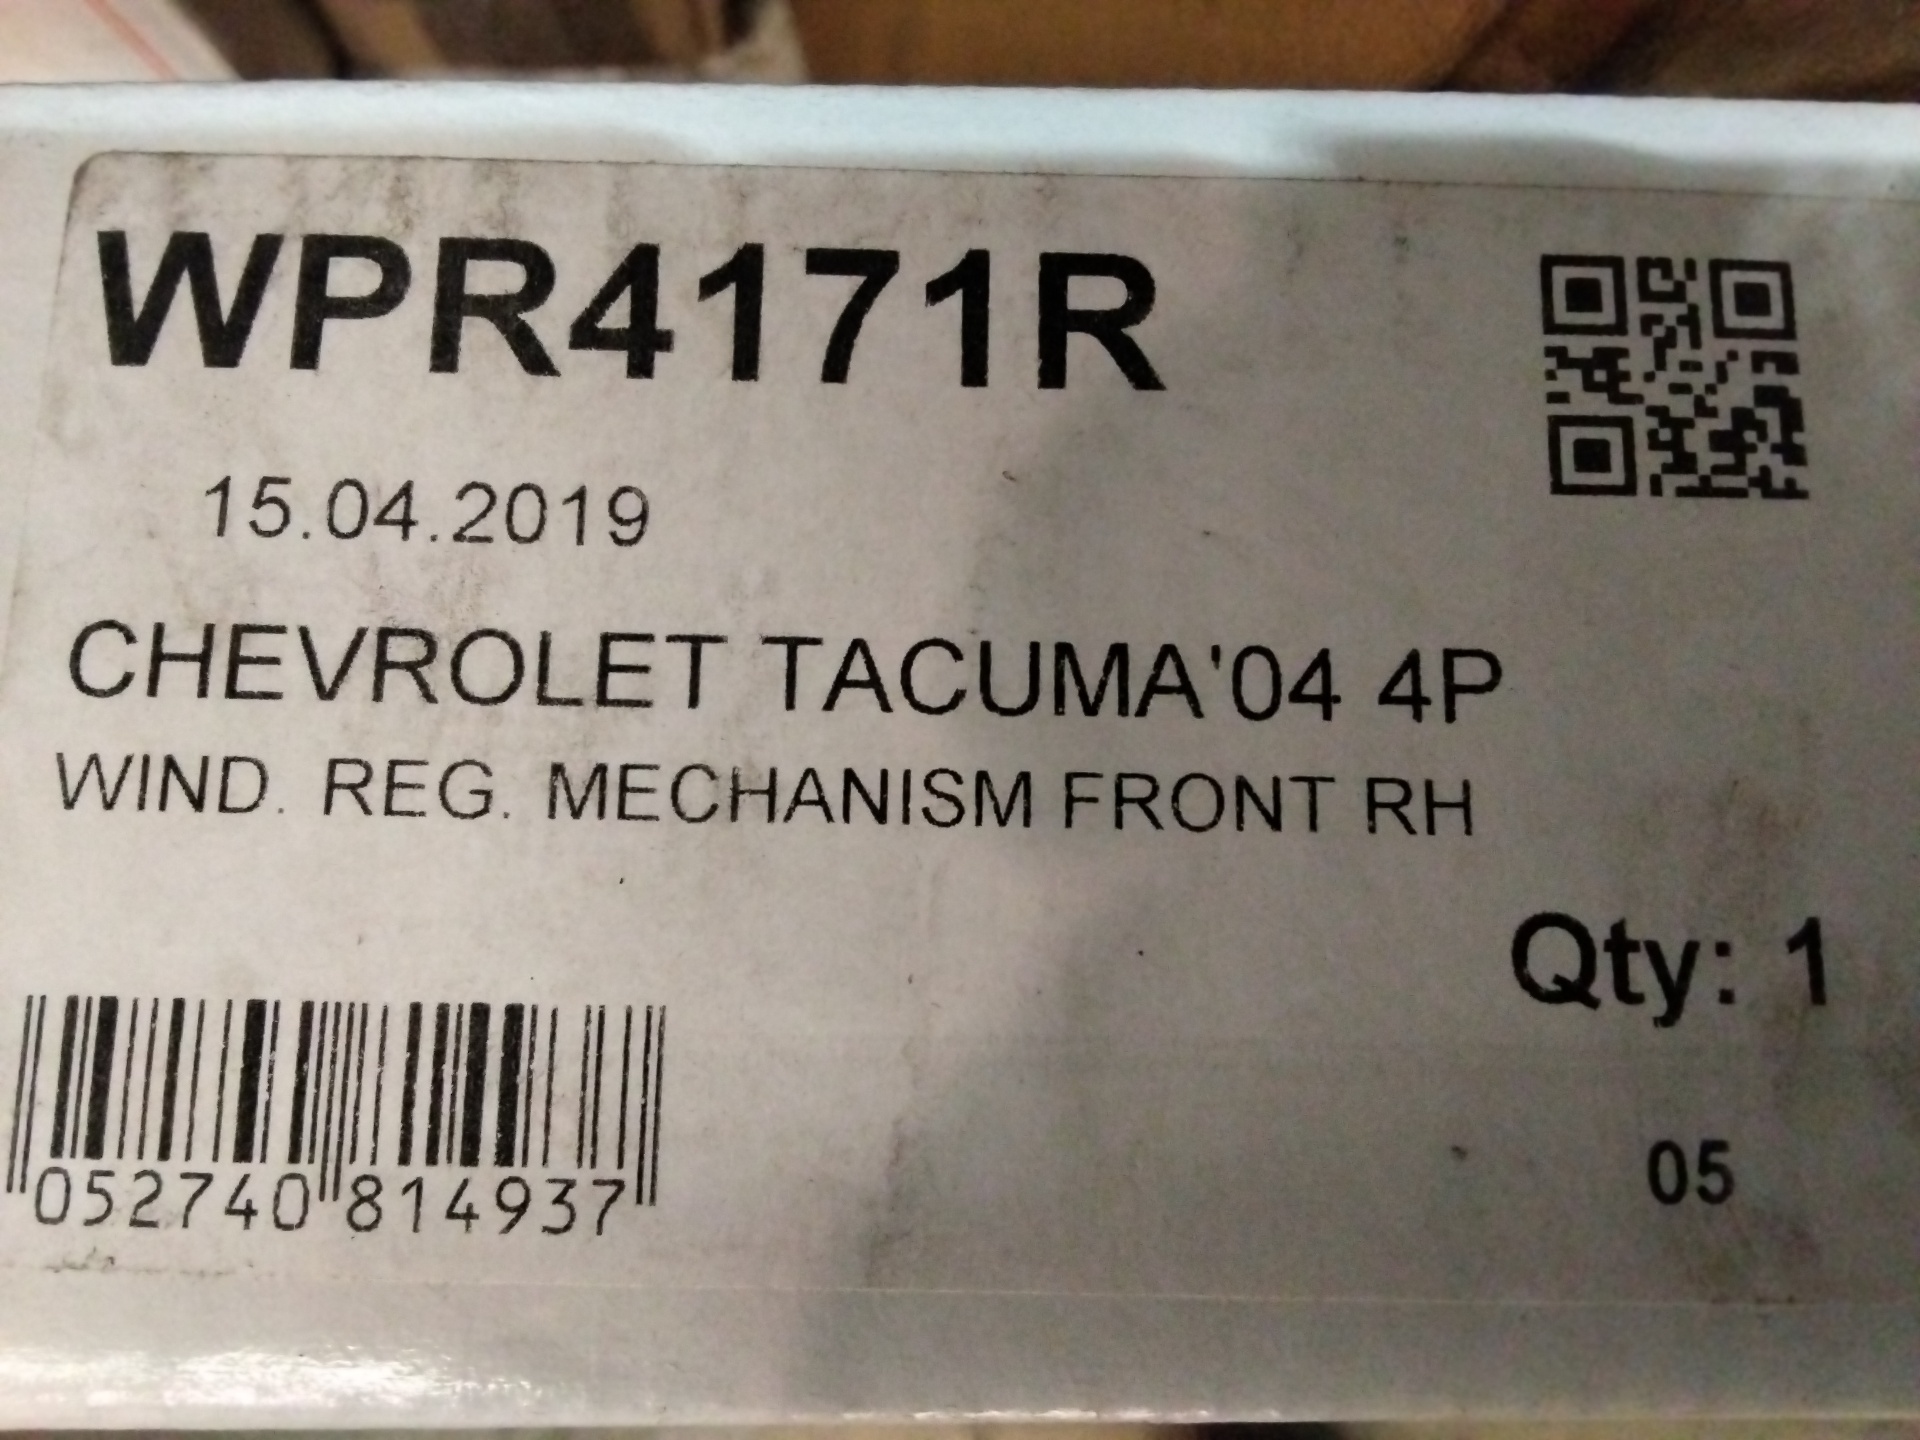 WPR4171R
15.04.2019
CHEVROLET TACUMA'04 4P
WIND. REG. MECHANISM FRONT RH
Qty: 1
05
052740 814937